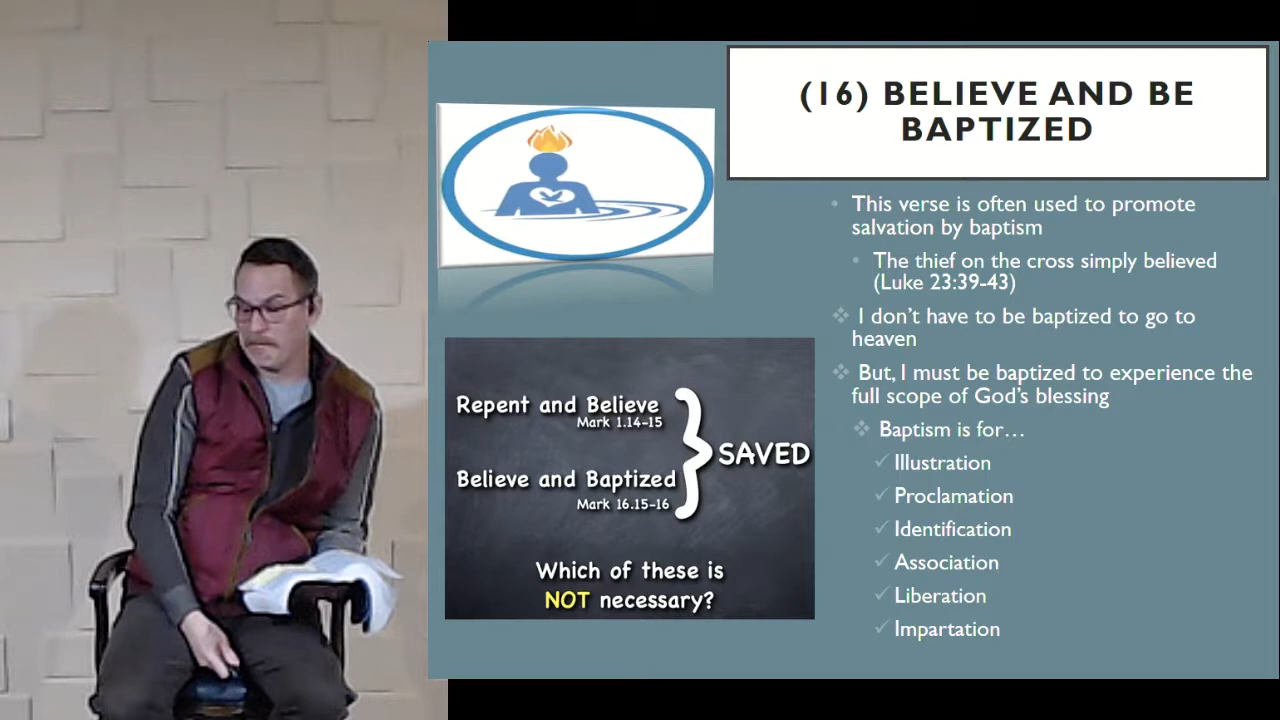 (16) BELIEVE AND BE
BAPTIZED
This verse is often used to promote
salvation by baptism
The thief on the cross simply believed
(Luke 23:39-43)
I don't have to be baptized to go to
heaven
But, I must be baptized to experience the
full scope of God's blessing
Baptism is for…
Illustration
Proclamation
Identification
Association
Liberation
Impartation
Repent and Believe
Mark 1.14-15
SAVED
Believe and Baptized
Mark 16.15-16
Which of these is
NOT necessary?